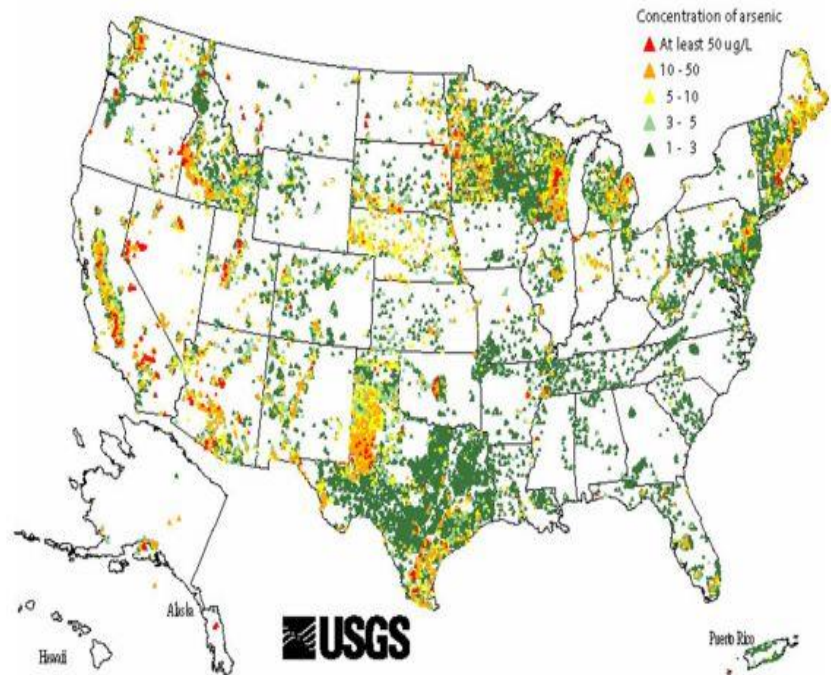 Concentration of arsenic
At least 50 ug/L
10 - 50
5 - 10
3 - 5
1 - 3
Alaska
Hawaii
USGS
Puerto Rico